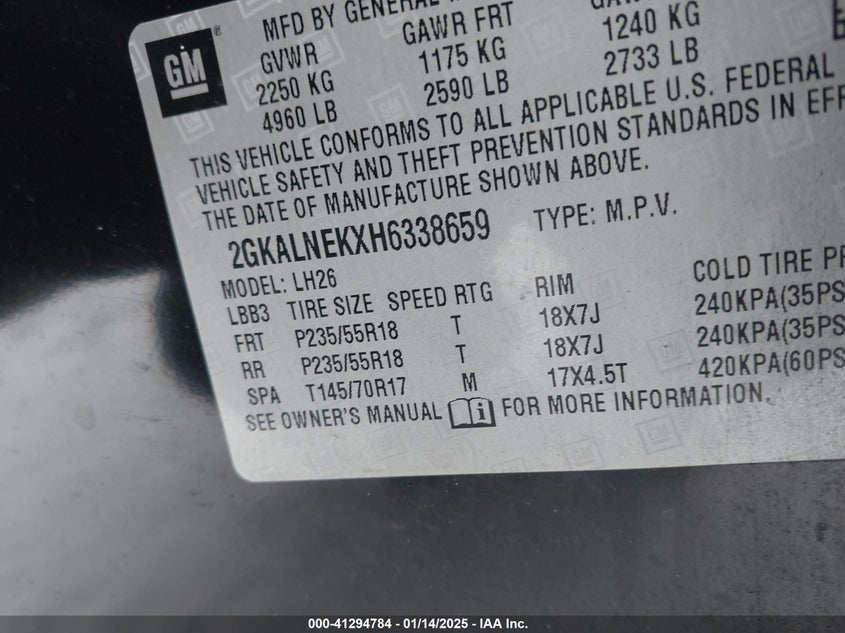 MFD BY GENERAL
GM
GVWR GAWR FRT
2250 KG 1175 KG 1240 KG
4960 LB 2590 LB 2733 LB
THIS VEHICLE CONFORMS TO ALL APPLICABLE U.S. FEDERAL
VEHICLE SAFETY AND THEFT PREVENTION STANDARDS IN
THE DATE OF MANUFACTURE SHOWN ABOVE.
2GKALNEKXH6338659 TYPE: M.P.V.
MODEL: LH26
LBB3 TIRE SIZE SPEED RTG RIM COLD TIRE
FRT P235/55R18 T 18X7J 240KPA(35PS
RR P235/55R18 T 18X7J 240KPA(35PS
SPA T145/70R17 M 17X4.5T 420KPA(60PS
SEE OWNER'S MANUAL FOR MORE INFORMATION.
000-41294784 - 01/14/2025 - IAA Inc.